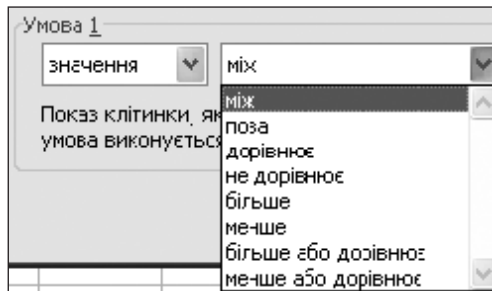 Умова 1
значення
між
між
поза
дорівнює
не дорівнює
більше
менше
більше або дорівнює
менше або дорівнює
Показ клітинки, як
умова виконується